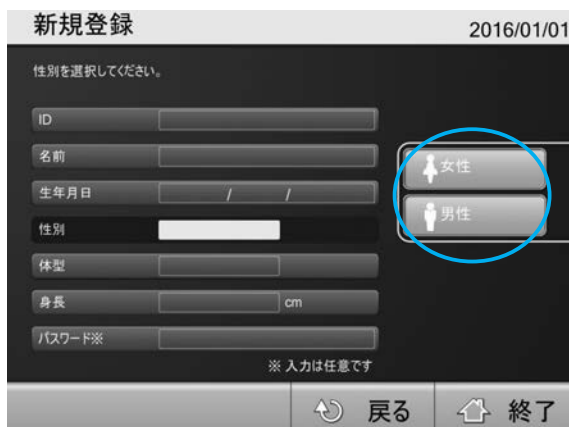 新規登録
2016/01/01
性別を選択してください。
ID
名前
生年月日 / /
性別
体型
身長 cm
パスワード※
女性
男性
※ 入力は任意です
戻る
終了